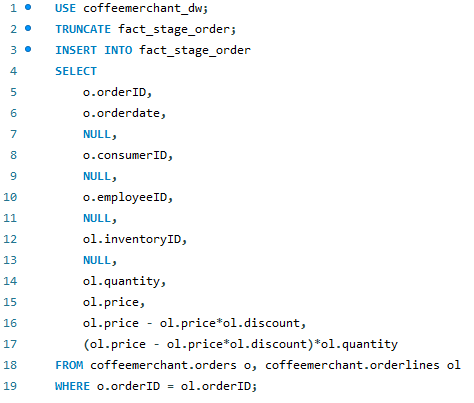 1 USE coffeemerchant_dw;
2 TRUNCATE fact_stage_order;
3 INSERT INTO fact_stage_order
4 SELECT
5 o.orderID,
6 o.orderdate,
7 NULL,
8 o.consumerID,
9 NULL,
10 o.employeeID,
11 NULL,
12 ol.inventoryID,
13 NULL,
14 ol.quantity,
15 ol.price,
16 ol.price - ol.price*ol.discount,
17 (ol.price - ol.price*ol.discount)*ol.quantity
18 FROM coffeemerchant.orders o, coffeemerchant.orderlines ol
19 WHERE o.orderID = ol.orderID;